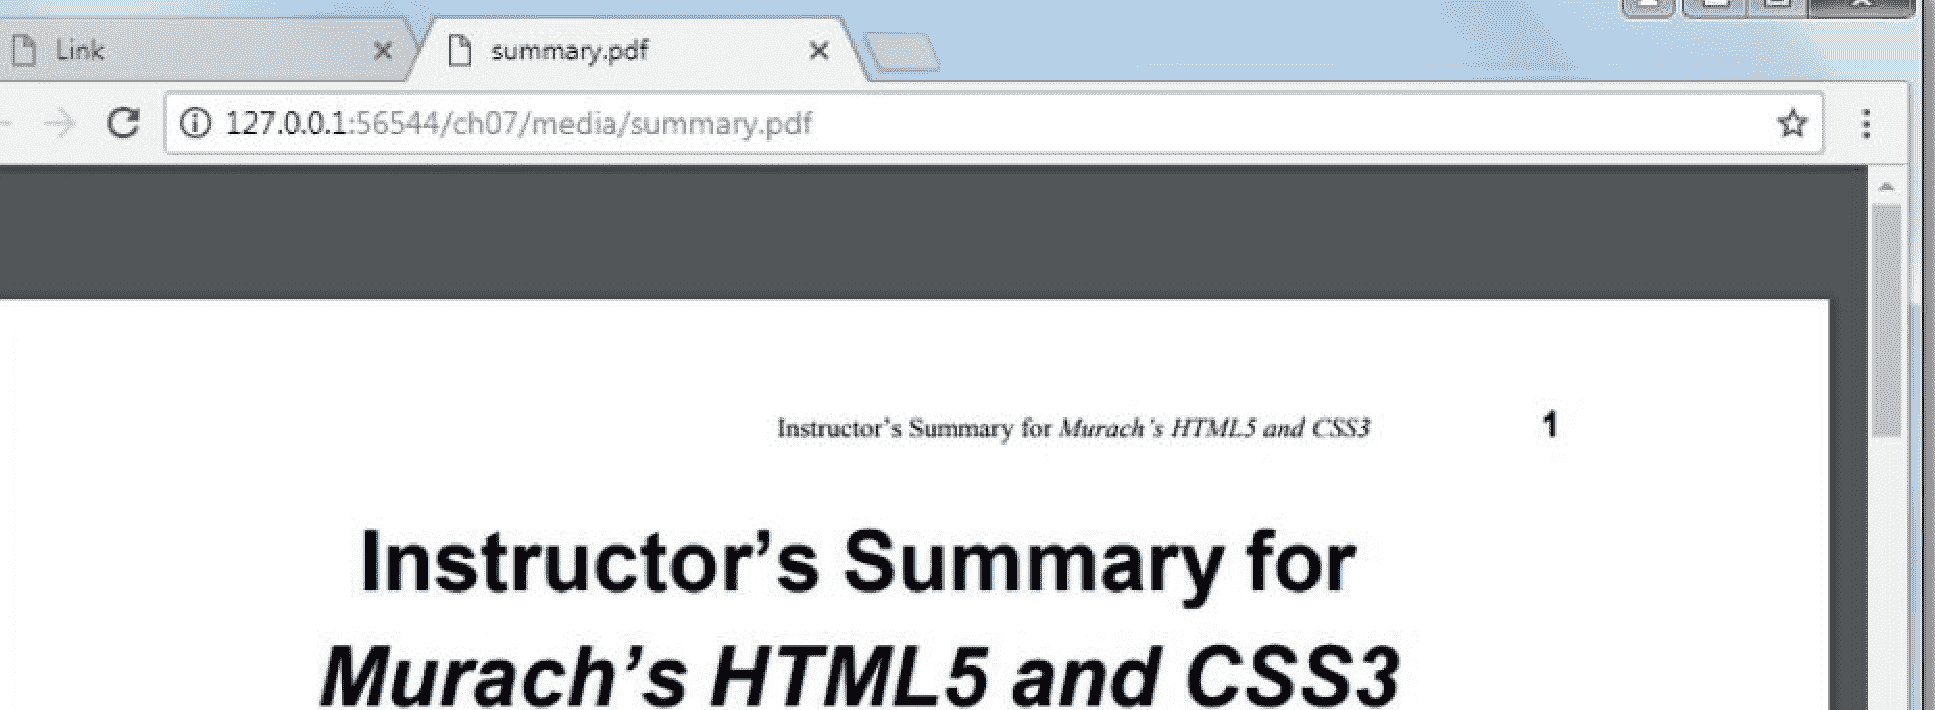 Link
summary.pdf
127.0.0.1:56544/ch07/media/summary.pdf
Instructor's Summary for Murach's HTML5 and CSS3 1
Instructor's Summary for
Murach's HTML5 and CSS3